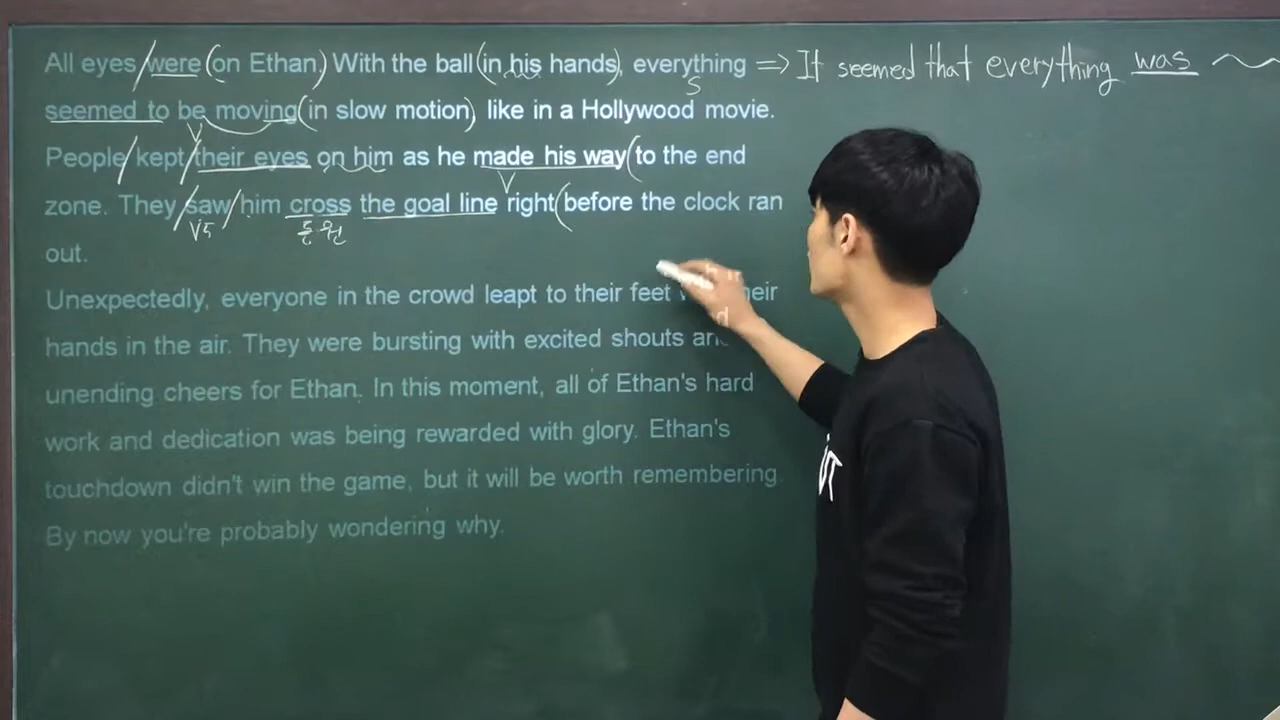 All eyes were on Ethan. With the ball in his hands, everything ⇒ It seemed that everything was
S
seemed to be moving in slow motion, like in a Hollywood movie.
V
People kept their eyes on him as he made his way to the end
V
zone. They saw him cross the goal line right before the clock ran
V5 동원
out.
Unexpectedly, everyone in the crowd leapt to their feet
hands in the air. They were bursting with excited shouts
unending cheers for Ethan. In this moment, all of Ethan's hard
work and dedication was being rewarded with glory. Ethan's
touchdown didn't win the game, but it will be worth remembering.
By now you're probably wondering why.